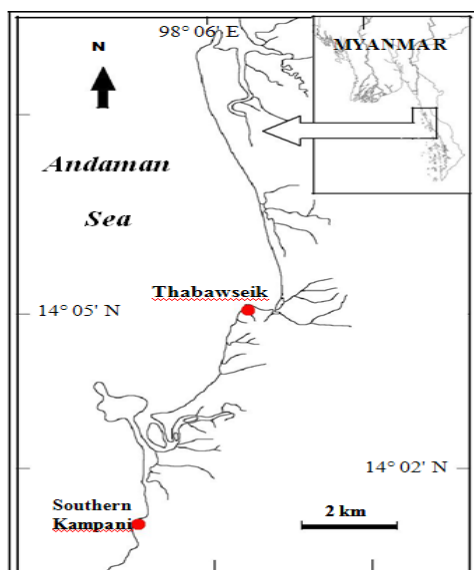 98° 06' E
N
MYANMAR
Andaman
Sea
Thabawseik
14° 05' N
14° 02' N
Southern
Kampani
2 km